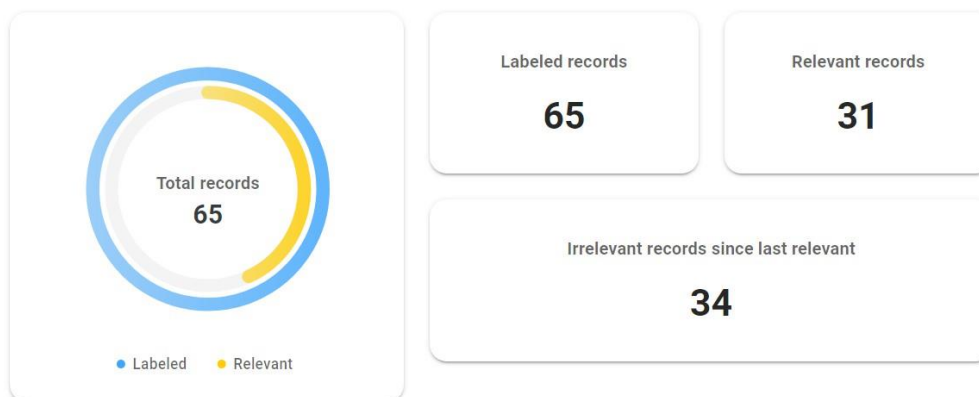 Total records
65
Labeled
Relevant
Labeled records
65
Relevant records
31
Irrelevant records since last relevant
34